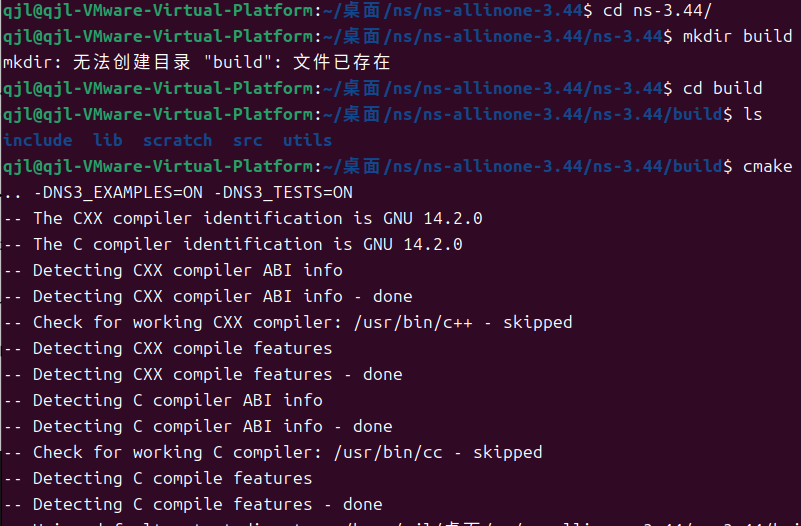 qjl@qjl-VMware-Virtual-Platform:~/桌面/ns/ns-allinone-3.44$ cd ns-3.44/
qjl@qjl-VMware-Virtual-Platform:~/桌面/ns/ns-allinone-3.44/ns-3.44$ mkdir build
mkdir: 无法创建目录 "build": 文件已存在
qjl@qjl-VMware-Virtual-Platform:~/桌面/ns/ns-allinone-3.44/ns-3.44$ cd build
qjl@qjl-VMware-Virtual-Platform:~/桌面/ns/ns-allinone-3.44/ns-3.44/build$ ls
include  lib  scratch  src  utils
qjl@qjl-VMware-Virtual-Platform:~/桌面/ns/ns-allinone-3.44/ns-3.44/build$ cmake
.. -DNS3_EXAMPLES=ON -DNS3_TESTS=ON
-- The CXX compiler identification is GNU 14.2.0
-- The C compiler identification is GNU 14.2.0
-- Detecting CXX compiler ABI info
-- Detecting CXX compiler ABI info - done
-- Check for working CXX compiler: /usr/bin/c++ - skipped
-- Detecting CXX compile features
-- Detecting CXX compile features - done
-- Detecting C compiler ABI info
-- Detecting C compiler ABI info - done
-- Check for working C compiler: /usr/bin/cc - skipped
-- Detecting C compile features
-- Detecting C compile features - done